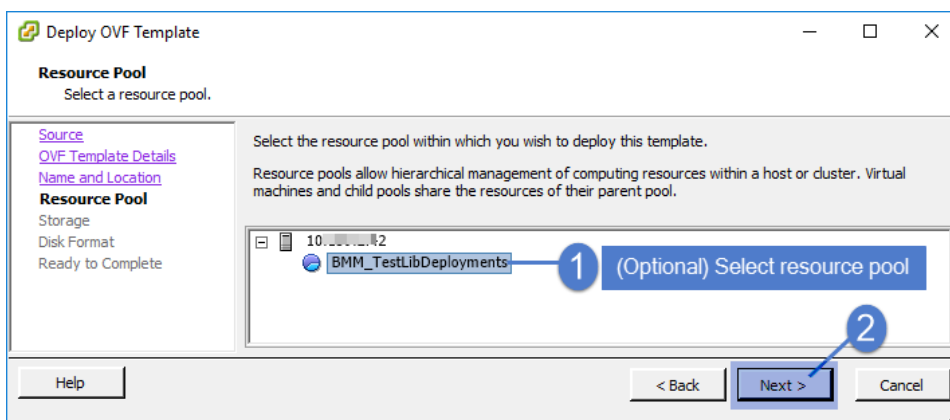 Deploy OVF Template
Resource Pool
Select a resource pool.
Source
OVF Template Details
Name and Location
Resource Pool
Storage
Disk Format
Ready to Complete
Select the resource pool within which you wish to deploy this template.
Resource pools allow hierarchical management of computing resources within a host or cluster. Virtual
machines and child pools share the resources of their parent pool.
BMM_TestLibDeployments
1
(Optional) Select resource pool
2
Help
< Back
Next >
Cancel